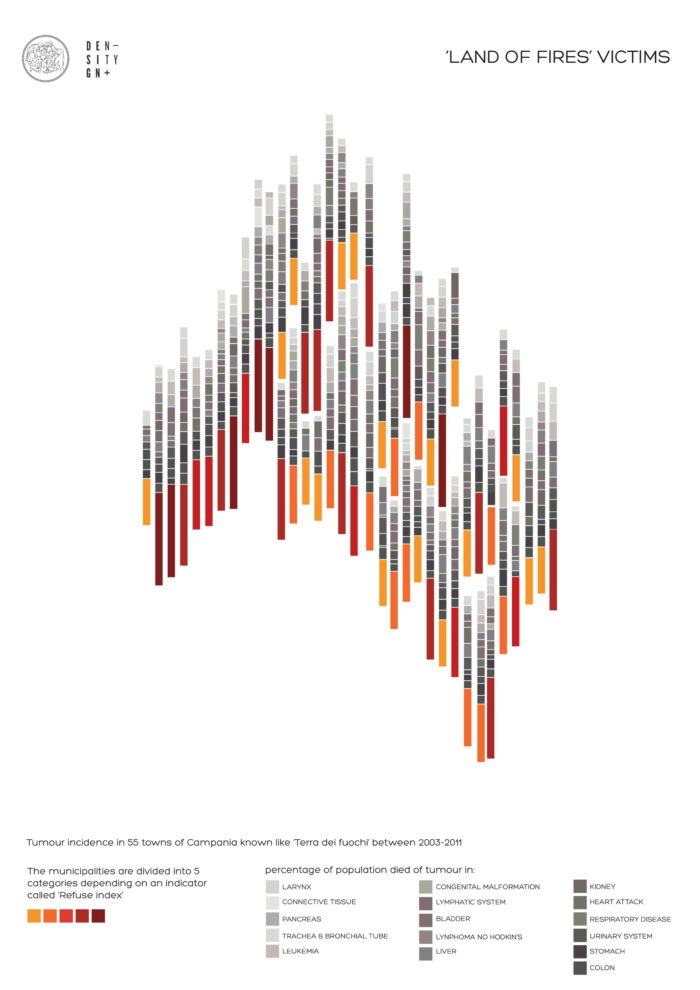 DEN-
SITY
GN+
'LAND OF FIRES' VICTIMS
Tumour incidence in 55 towns of Campania known like 'Terra dei fuochi' between 2003-2011
The municipalities are divided into 5
categories depending on an indicator
called 'Refuse index'
percentage of population died of tumour in:
LARYNX
CONNECTIVE TISSUE
PANCREAS
TRACHEA & BRONCHIAL TUBE
LEUKEMIA
CONGENITAL MALFORMATION
LYMPHATIC SYSTEM
BLADDER
LYNPHOMA NO HODKIN'S
LIVER
KIDNEY
HEART ATTACK
RESPIRATORY DISEASE
URINARY SYSTEM
STOMACH
COLON